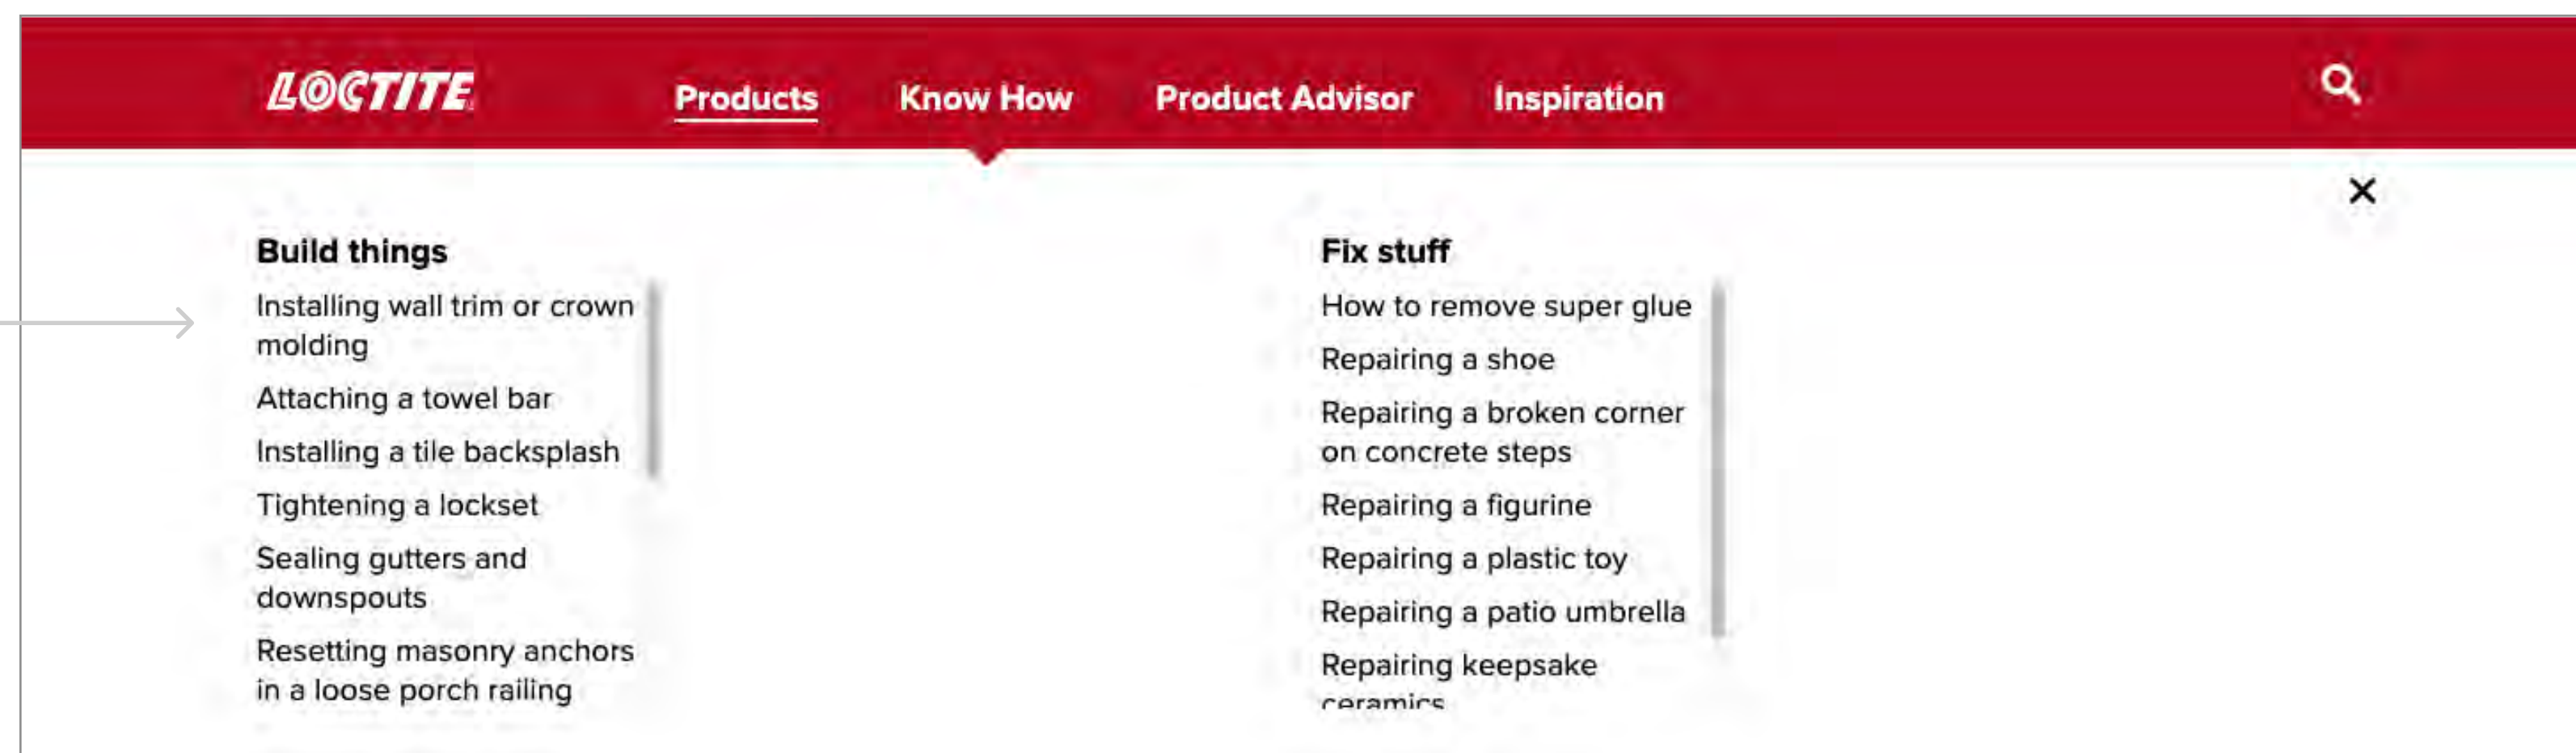 LOCTITE
Products Know How Product Advisor Inspiration
Build things
Installing wall trim or crown
molding
Attaching a towel bar
Installing a tile backsplash
Tightening a lockset
Sealing gutters and
downspouts
Resetting masonry anchors
in a loose porch railing
Fix stuff
How to remove super glue
Repairing a shoe
Repairing a broken corner
on concrete steps
Repairing a figurine
Repairing a plastic toy
Repairing a patio umbrella
Repairing keepsake
ceramics